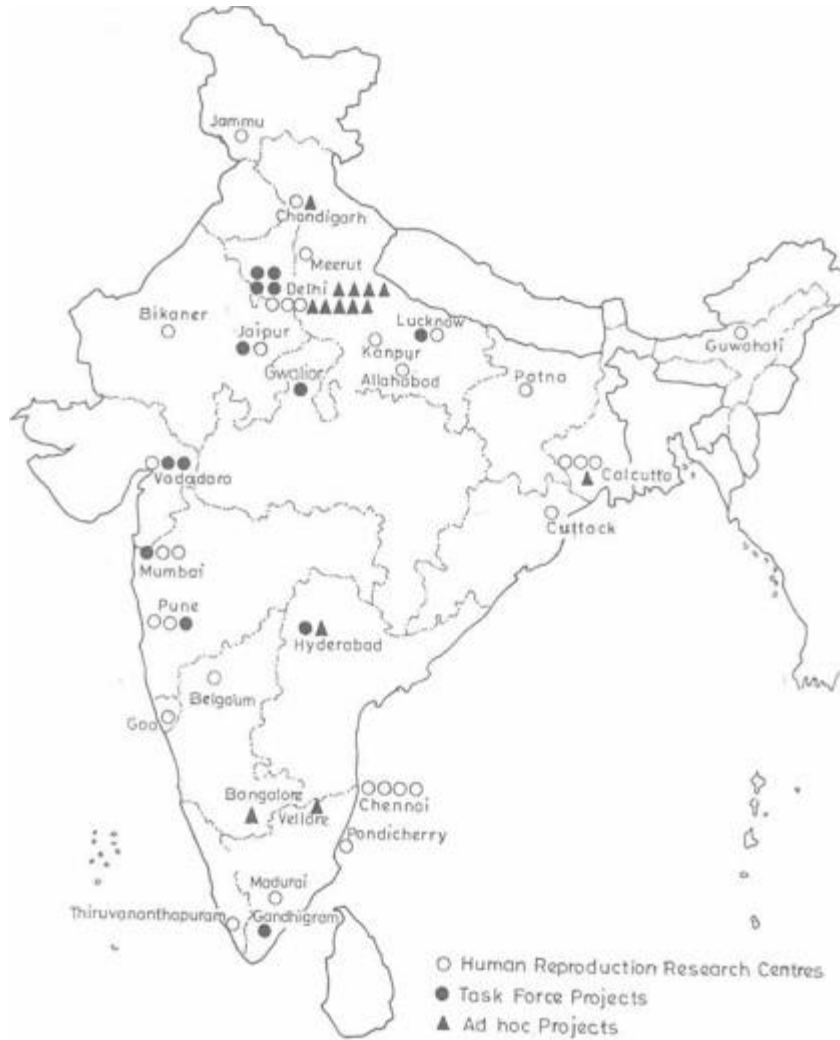 Jammu
Chandigarh
Meerut
Delhi
Bikaner
Jaipur
Lucknow
Kanpur
Guwahati
Gwalior
Allahabad
Patna
Vadadara
Calcutta
Cuttack
Mumbai
Pune
Hyderabad
Belgaum
Goa
Bangalore
Vellore
Chennai
Pondicherry
Madurai
Thiruvananthapuram
Gandhigram
Human Reproduction Research Centres
Task Force Projects
Ad hoc Projects